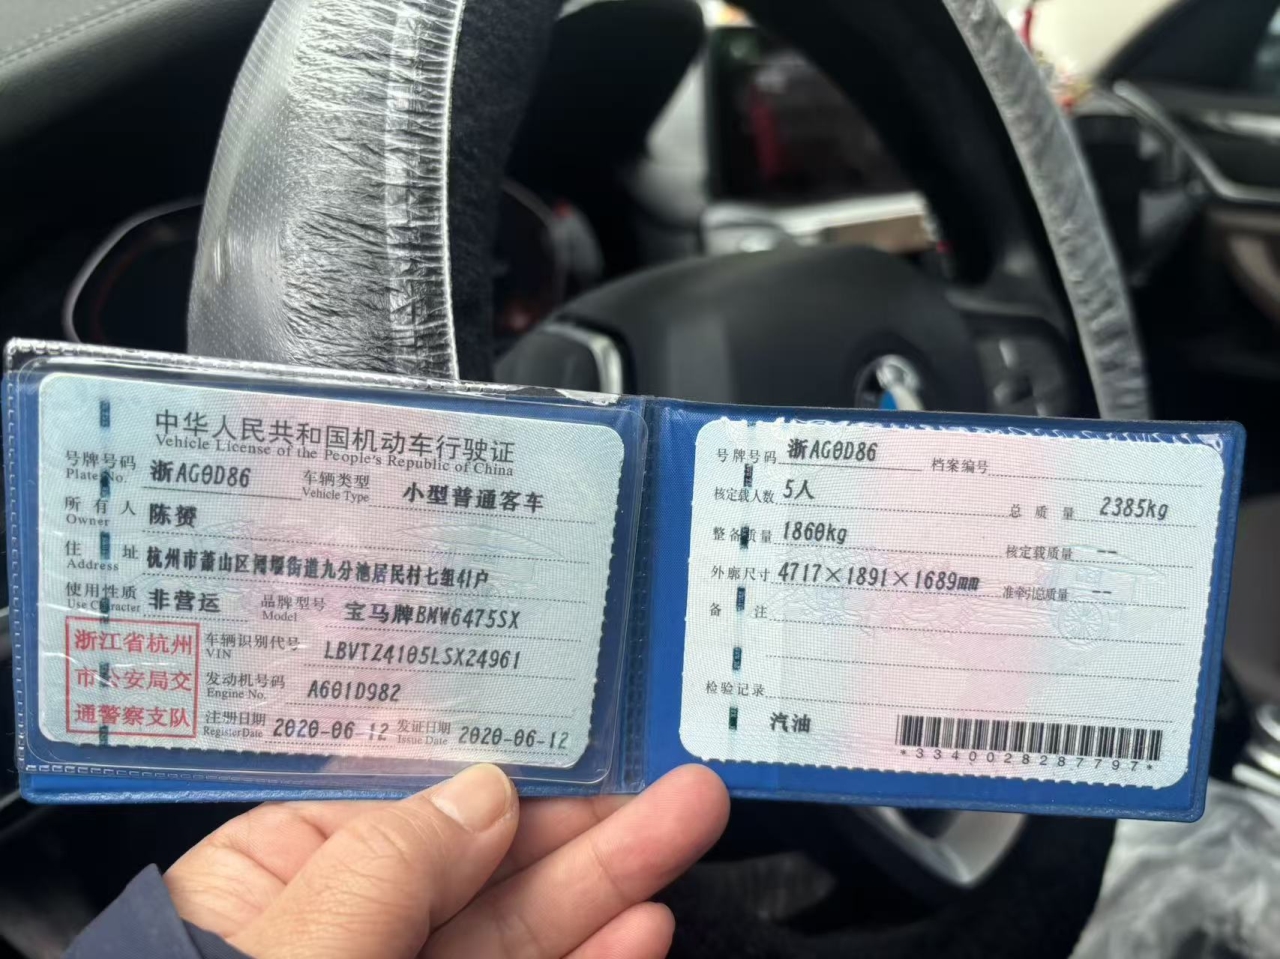 中华人民共和国机动车行驶证
Vehicle License of the People's Republic of China
号牌号码 浙AG0D86 车辆类型 小型普通客车
Plate No. Vehicle Type
所有人 陈赟
Owner
住址 杭州市萧山区闻堰街道九分池居民村七组41户
Address
使用性质 非营运 品牌型号 宝马牌BMW6475SX
Use Character Model
浙江省杭州
市公安局交
通警察支队
车辆识别代号 LBVTZ4105LSX24961
VIN
发动机号码 A601D982
Engine No.
注册日期 2020-06-12 发证日期 2020-06-12
Register Date Issue Date
号牌号码 浙AG0D86 档案编号
核定载人数 5人 总质量 2385kg
整备质量 1860kg 核定载质量 --
外廓尺寸 4717×1891×1689mm 准牵引总质量 --
备注
检验记录
汽油
*3340028287797*